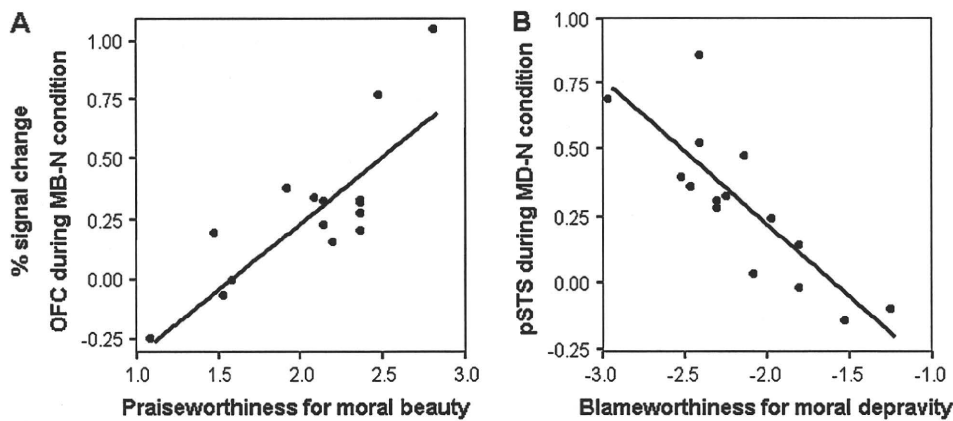 A
% signal change
OFC during MB-N condition
1.00
0.75
0.50
0.25
0.00
-0.25
1.0 1.5 2.0 2.5 3.0
Praiseworthiness for moral beauty
B
pSTS during MD-N condition
1.00
0.75
0.50
0.25
0.00
-0.25
-3.0 -2.5 -2.0 -1.5 -1.0
Blameworthiness for moral depravity